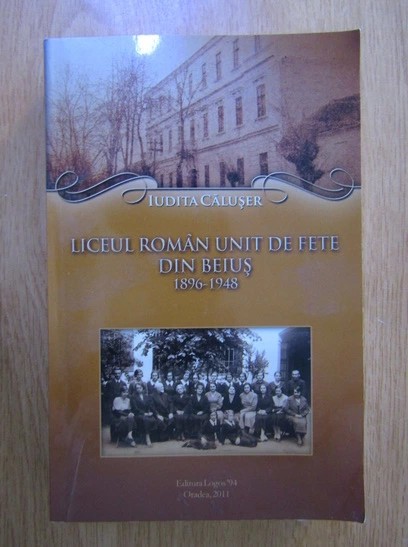 IUDITA CĂLUȘER
LICEUL ROMÂN UNIT DE FETE
DIN BEIUȘ
1896-1948
Editura Logos '94
Oradea, 2011